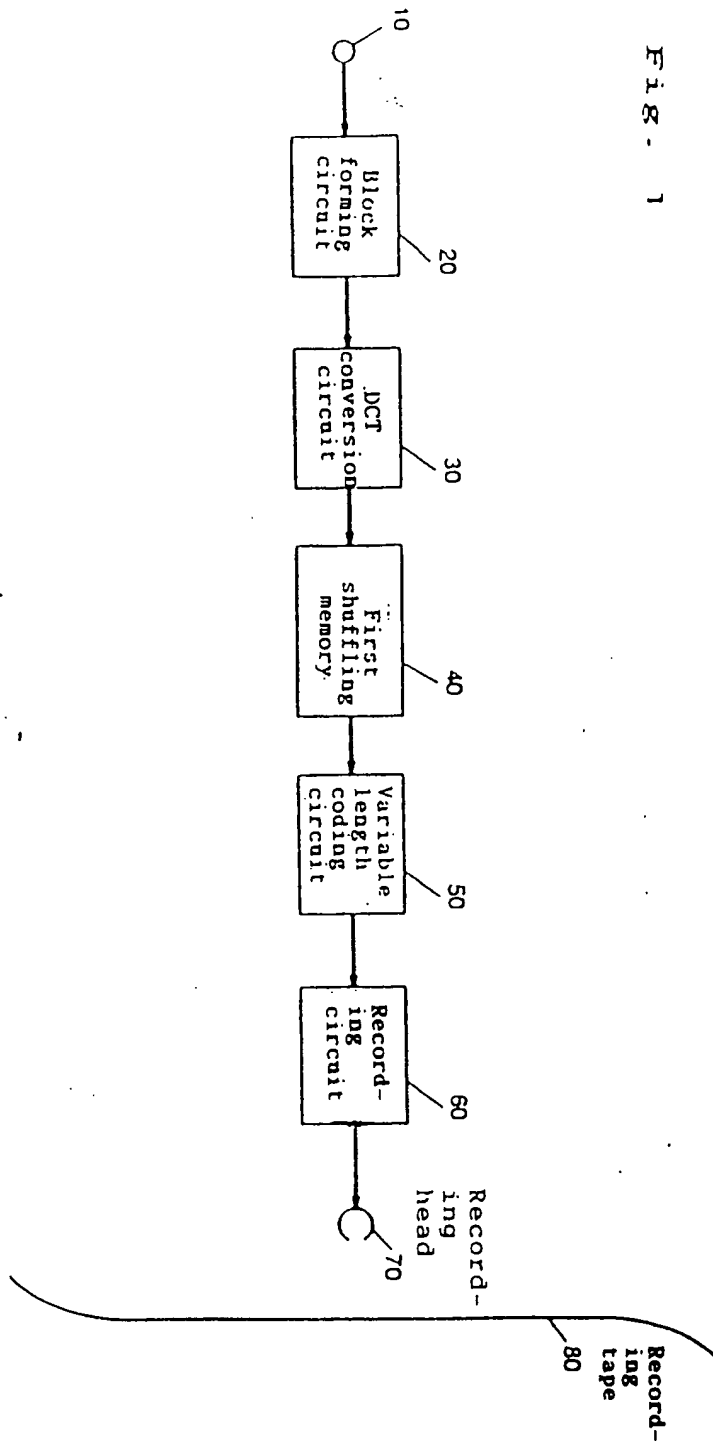 Fig. 1
10
Block
forming
circuit
20
DCT
conversion
circuit
30
First
shuffling
memory
40
Variable
length
coding
circuit
50
Record-
ing
circuit
60
Record-
ing
head
70
Record-
ing
tape
80